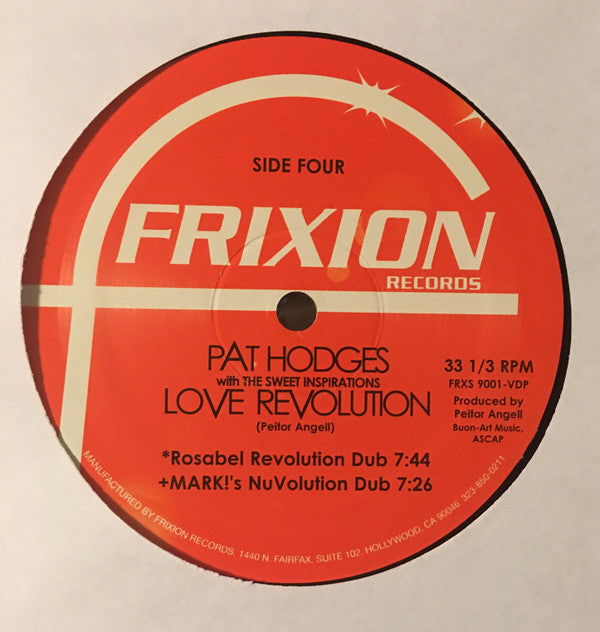 SIDE FOUR
FRIXION
RECORDS
PAT HODGES
with THE SWEET INSPIRATIONS
LOVE REVOLUTION
(Peitor Angell)
33 1/3 RPM
FRXS 9001-VDP
Produced by
Peitor Angell
Buon-Art Music,
ASCAP
*Rosabel Revolution Dub 7:44
+MARK!'s NuVolution Dub 7:26
MANUFACTURED BY FRIXION RECORDS, 1440 N. FAIRFAX, SUITE 102, HOLLYWOOD, CA 90046 323-850-0211